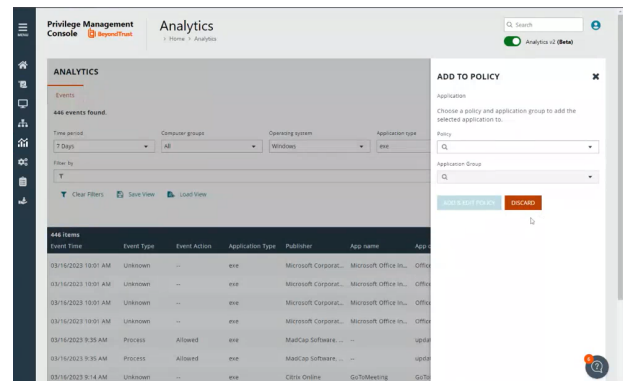 Privilege Management
Console BeyondTrust
MENU
Analytics
> Home > Analytics
Search
Analytics v2 (Beta)
ANALYTICS
Events
446 events found.
Time period
Computer groups
Operating system
Application type
7 Days
All
Windows
exe
Filter by
Clear Filters
Save View
Load View
446 items
Event Time Event Type Event Action Application Type Publisher App name App d
03/16/2023 10:01 AM Unknown -- exe Microsoft Corporat... Microsoft Office in... Office
03/16/2023 10:01 AM Unknown -- exe Microsoft Corporat... Microsoft Office in... Office
03/16/2023 10:01 AM Unknown -- exe Microsoft Corporat... Microsoft Office in... Office
03/16/2023 10:01 AM Unknown -- exe Microsoft Corporat... Microsoft Office in... Office
03/16/2023 9:35 AM Process Allowed exe MadCap Software, ... -- updat
03/16/2023 9:35 AM Process Allowed exe MadCap Software, ... -- updat
03/16/2023 9:14 AM Unknown -- exe Citrix Online GoToMeeting GoTo
ADD TO POLICY
Application
Choose a policy and application group to add the
selected application to.
Policy
Application Group
ADD & EDIT POLICY
DISCARD